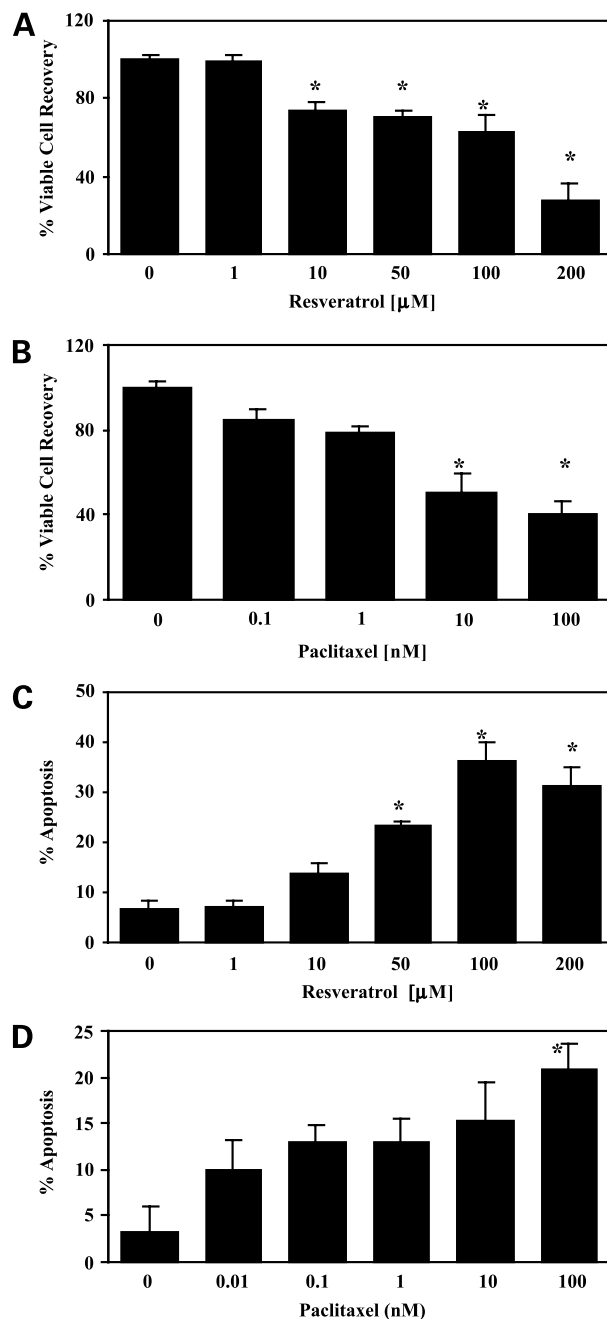 A
120
80
40
0
% Viable Cell Recovery
* * * *
0 1 10 50 100 200
Resveratrol [µM]
B
120
80
40
0
% Viable Cell Recovery
* *
0 0.1 1 10 100
Paclitaxel [nM]
C
50
40
30
20
10
0
% Apoptosis
* * *
0 1 10 50 100 200
Resveratrol [µM]
D
25
20
15
10
5
0
% Apoptosis
*
0 0.01 0.1 1 10 100
Paclitaxel (nM)